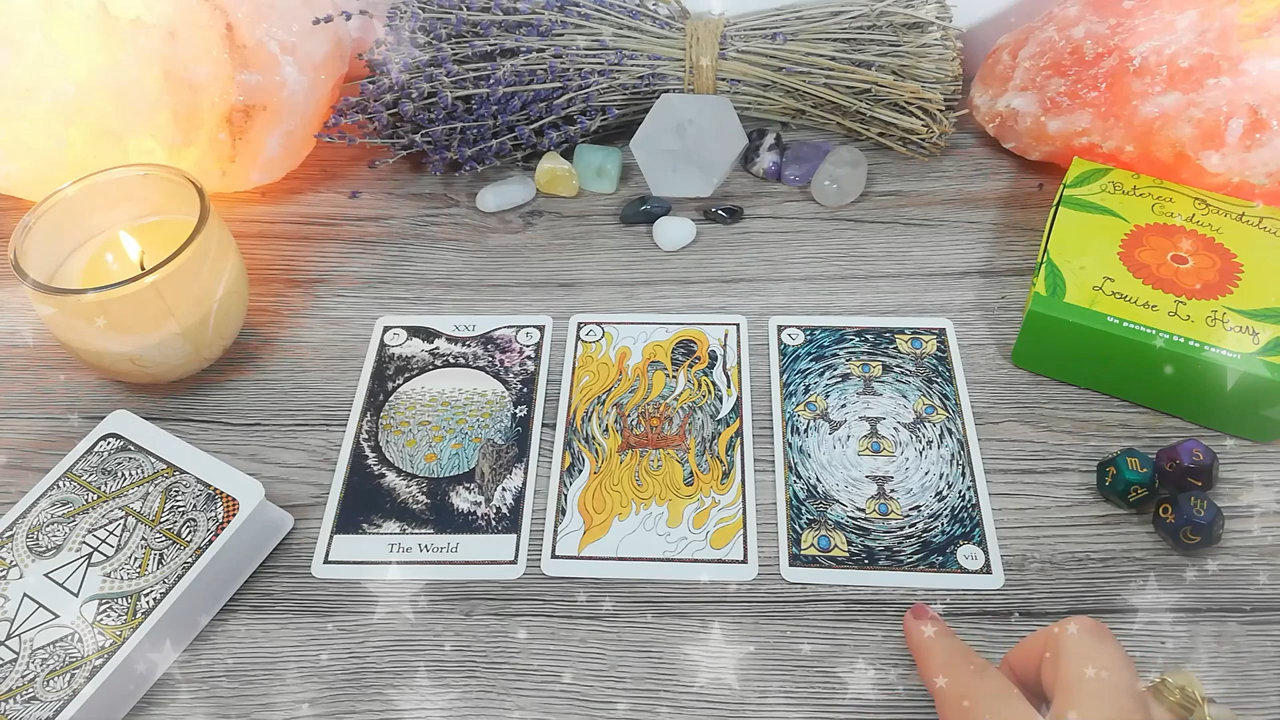 XXI
The World
vii
Puterea Gândului
Carduri
Louise L. Hay
Un pachet cu 64 de carduri